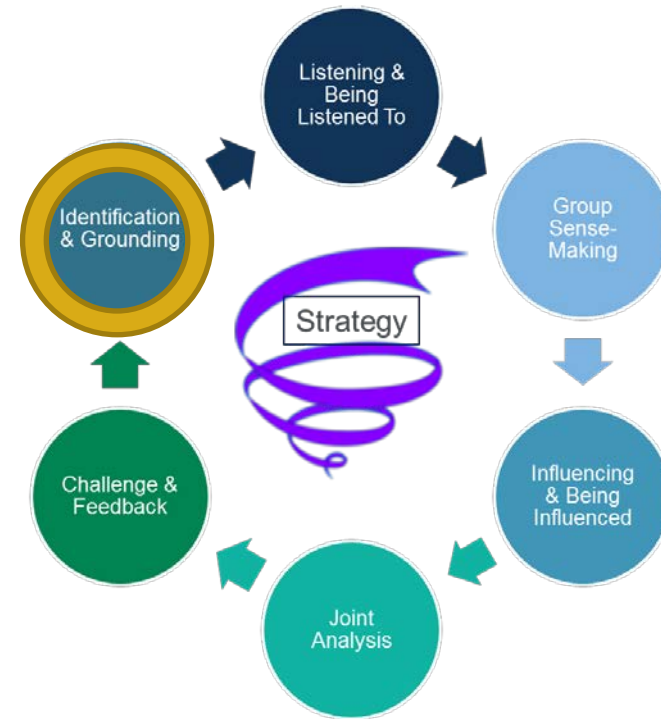 Listening &
Being
Listened To
Identification
& Grounding
Group
Sense-
Making
Strategy
Challenge &
Feedback
Influencing
& Being
Influenced
Joint
Analysis